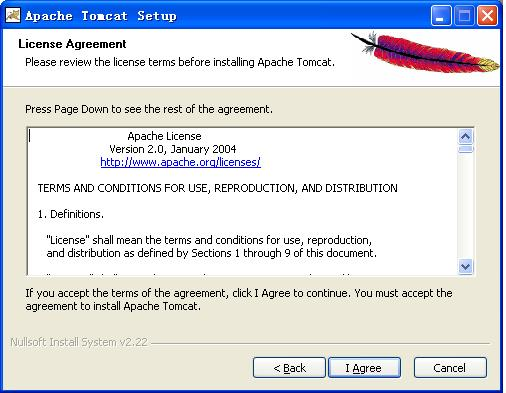 Apache Tomcat Setup
License Agreement
Please review the license terms before installing Apache Tomcat.
Press Page Down to see the rest of the agreement.
Apache License
Version 2.0, January 2004
http://www.apache.org/licenses/
TERMS AND CONDITIONS FOR USE, REPRODUCTION, AND DISTRIBUTION
1. Definitions.
"License" shall mean the terms and conditions for use, reproduction,
and distribution as defined by Sections 1 through 9 of this document.
If you accept the terms of the agreement, click I Agree to continue. You must accept the
agreement to install Apache Tomcat.
Nullsoft Install System v2.22
< Back
I Agree
Cancel